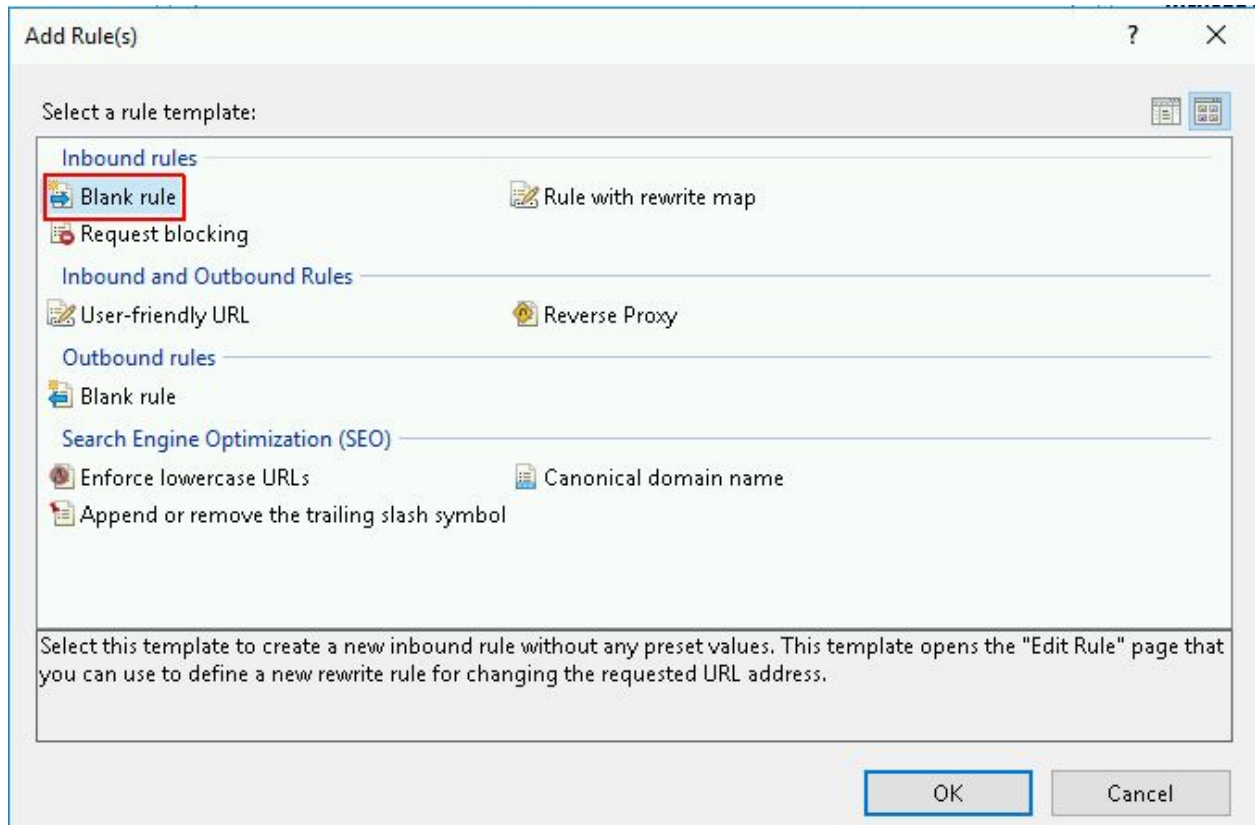 Add Rule(s)
?
Select a rule template:
Inbound rules
Blank rule
Rule with rewrite map
Request blocking
Inbound and Outbound Rules
User-friendly URL
Reverse Proxy
Outbound rules
Blank rule
Search Engine Optimization (SEO)
Enforce lowercase URLs
Canonical domain name
Append or remove the trailing slash symbol
Select this template to create a new inbound rule without any preset values. This template opens the "Edit Rule" page that
you can use to define a new rewrite rule for changing the requested URL address.
OK
Cancel